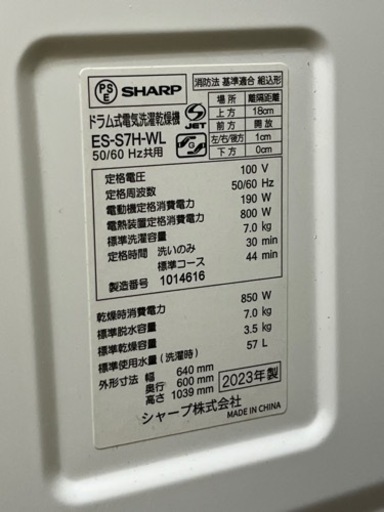 PS E SHARP
ドラム式電気洗濯乾燥機
ES-S7H-WL
50/60 Hz共用
S JET
消防法 基準適合 組込形
場所 離隔距離
上方 18cm
前方 開放
左/右/後方 1cm
下方 0cm
定格電圧 100 V
定格周波数 50/60 Hz
電動機定格消費電力 190 W
電熱装置定格消費電力 800 W
標準洗濯容量 7.0 kg
定格時間 洗いのみ 30 min
標準コース 44 min
製造番号 1014616
乾燥時消費電力 850 W
標準脱水容量 7.0 kg
標準乾燥容量 3.5 kg
標準使用水量(洗濯時) 57 L
外形寸法 幅 640 mm
奥行 600 mm
高さ 1039 mm
2023年製
シャープ株式会社
MADE IN CHINA